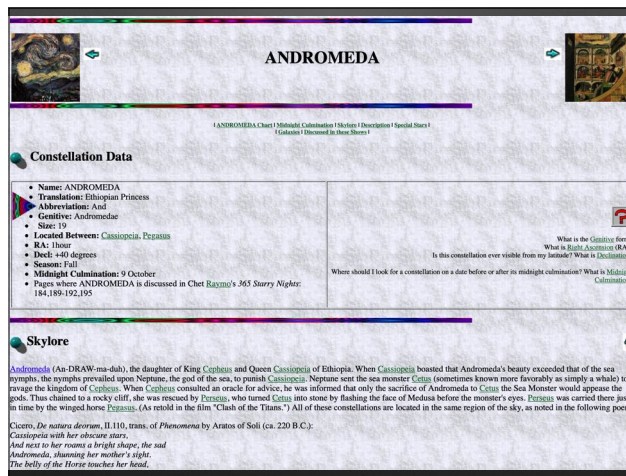 ANDROMEDA
| ANDROMEDA Chart | Midnight Culmination | Skylore | Description | Special Stars |
| Galaxies | Discussed in these Shows |
Constellation Data
• Name: ANDROMEDA
• Translation: Ethiopian Princess
• Abbreviation: And
• Genitive: Andromedae
• Size: 19
• Located Between: Cassiopeia, Pegasus
• RA: 1hour
• Decl: +40 degrees
• Season: Fall
• Midnight Culmination: 9 October
• Pages where ANDROMEDA is discussed in Chet Raymo's 365 Starry Nights:
184,189-192,195
?
What is the Genitive for
What is Right Ascension (RA
Is this constellation ever visible from my latitude? What is Declinatio
Where should I look for a constellation on a date before or after its midnight culmination? What is Midnig
Culminatio
Skylore
Andromeda (An-DRAW-ma-duh), the daughter of King Cepheus and Queen Cassiopeia of Ethiopia. When Cassiopeia boasted that Andromeda's beauty exceeded that of the sea
nymphs, the nymphs prevailed upon Neptune, the god of the sea, to punish Cassiopeia. Neptune sent the sea monster Cetus (sometimes known more favorably as simply a whale) to
ravage the kingdom of Cepheus. When Cepheus consulted an oracle for advice, he was informed that only the sacrifice of Andromeda to Cetus the Sea Monster would appease the
gods. Thus chained to a rocky cliff, she was rescued by Perseus, who turned Cetus into stone by flashing the face of Medusa before the monster's eyes. Perseus was carried there jus
in time by the winged horse Pegasus. (As retold in the film "Clash of the Titans.") All of these constellations are located in the same region of the sky, as noted in the following poe
Cicero, De natura deorum, II.110, trans. of Phenomena by Aratos of Soli (ca. 220 B.C.):
Cassiopeia with her obscure stars,
And next to her roams a bright shape, the sad
Andromeda, shunning her mother's sight.
The belly of the Horse touches her head,